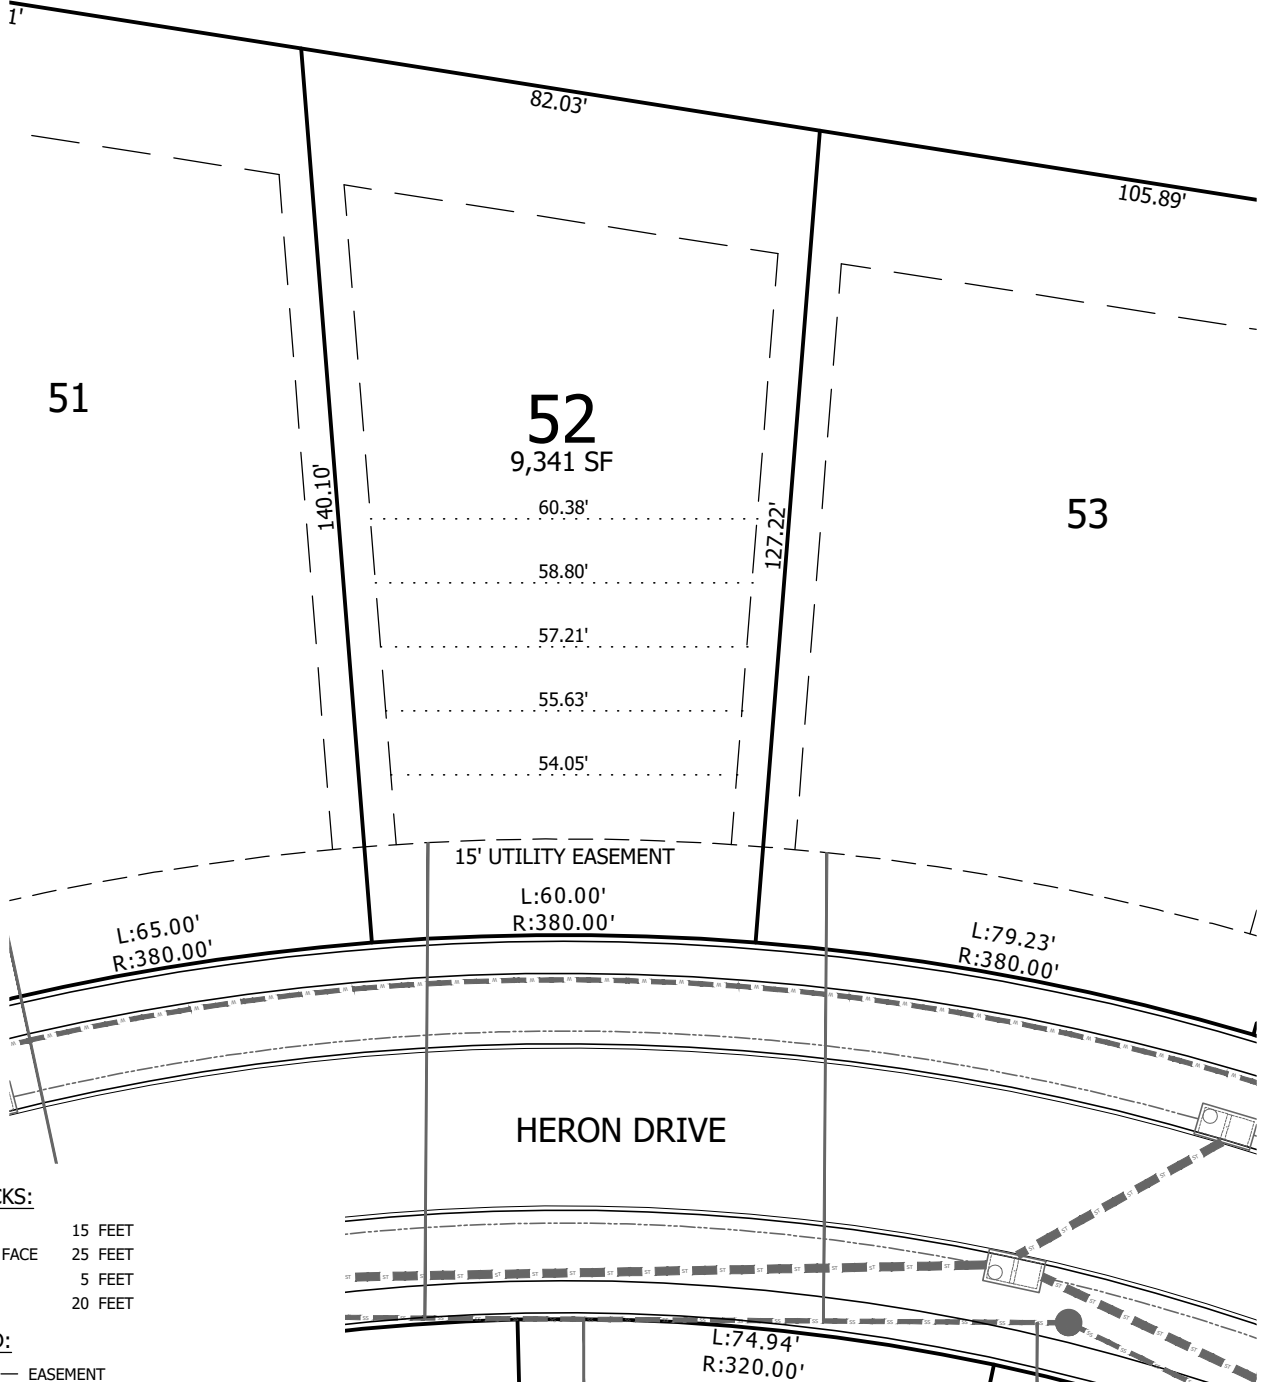 1'
82.03'
105.89'
51
52
9,341 SF
53
140.10'
127.22'
60.38'
58.80'
57.21'
55.63'
54.05'
15' UTILITY EASEMENT
L:65.00'
R:380.00'
L:60.00'
R:380.00'
L:79.23'
R:380.00'
HERON DRIVE
CKS:
15 FEET
FACE 25 FEET
5 FEET
20 FEET
D:
— EASEMENT
L:74.94'
R:320.00'